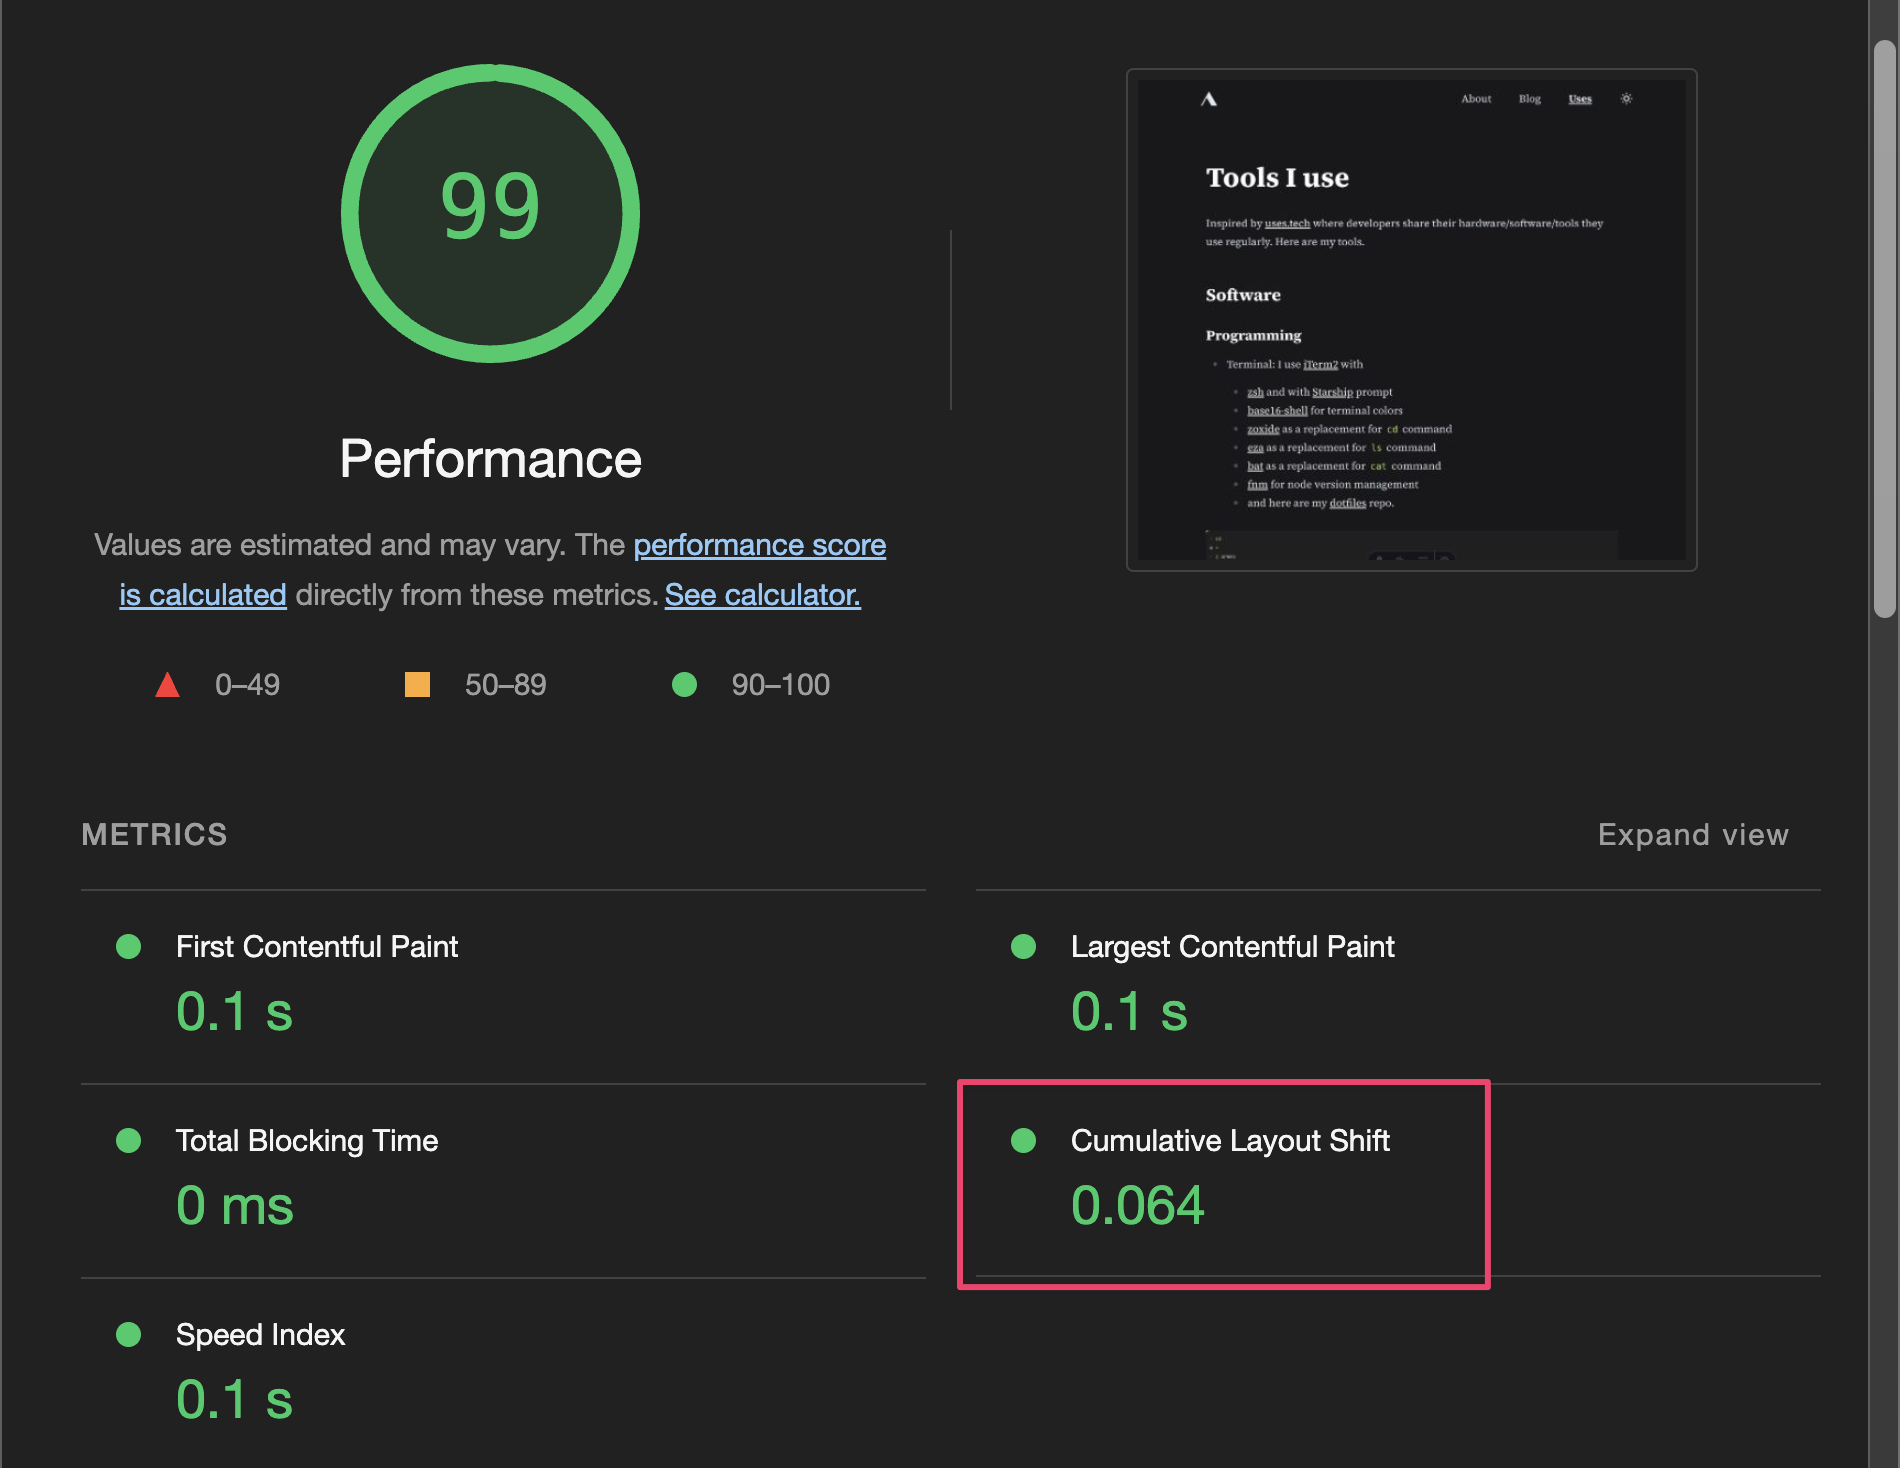 99
Performance
Values are estimated and may vary. The performance score
is calculated directly from these metrics. See calculator.
0–49
50–89
90–100
About Blog Uses
Tools I use
Inspired by uses.tech where developers share their hardware/software/tools they
use regularly. Here are my tools.
Software
Programming
Terminal: I use iTerm2 with
zsh and with Starship prompt
base16-shell for terminal colors
zoxide as a replacement for cd command
eza as a replacement for ls command
bat as a replacement for cat command
fnm for node version management
and here are my dotfiles repo.
METRICS
Expand view
First Contentful Paint
0.1 s
Largest Contentful Paint
0.1 s
Total Blocking Time
0 ms
Cumulative Layout Shift
0.064
Speed Index
0.1 s